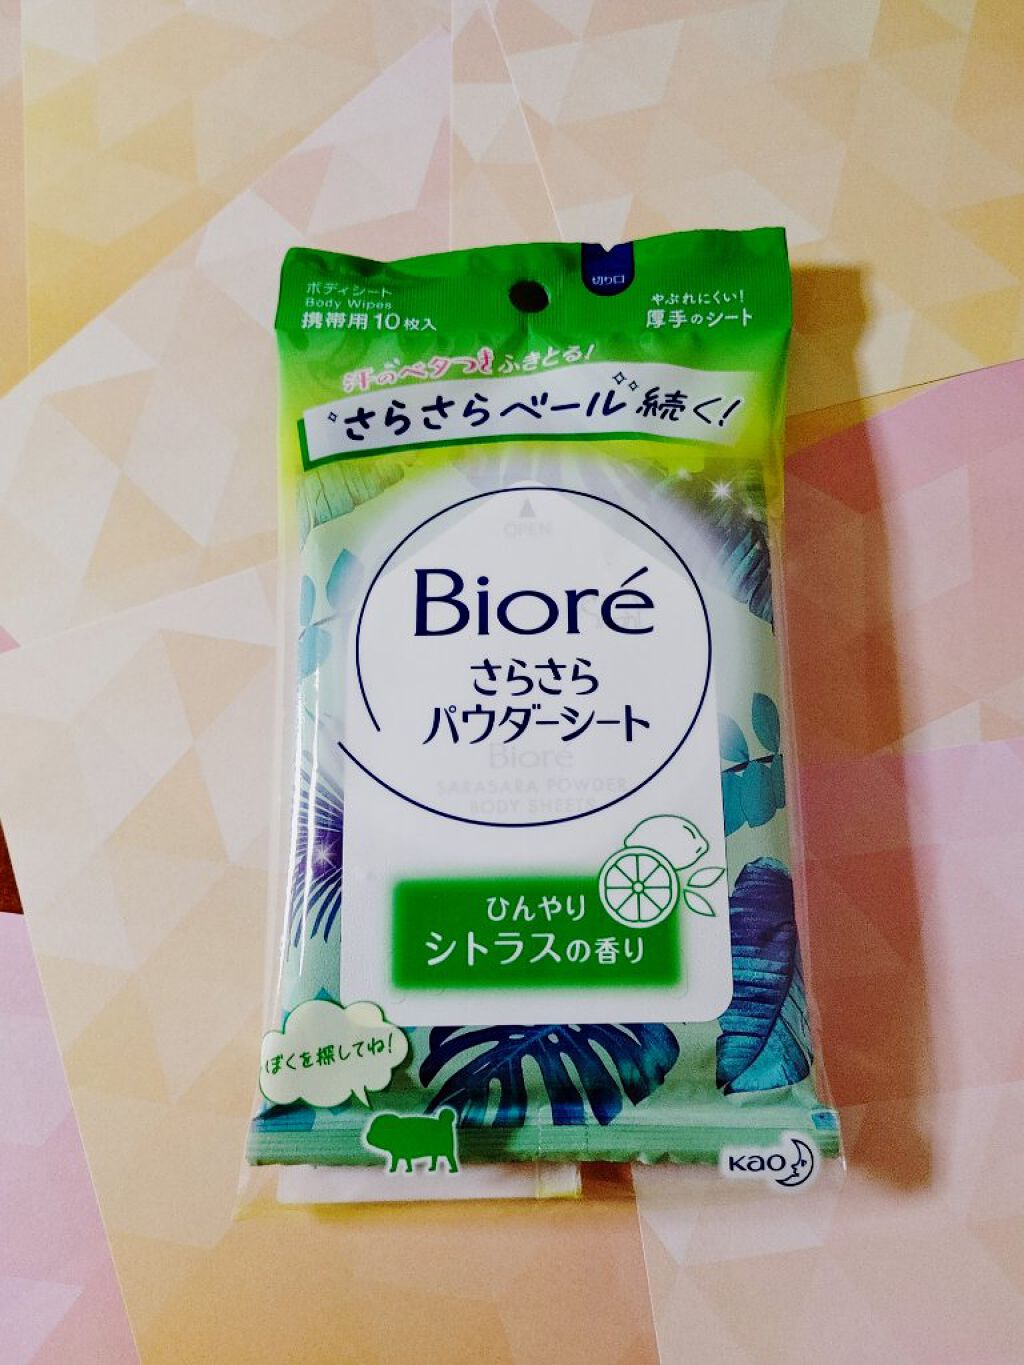 ボディシート
Body Wipes
携帯用10枚入
切り口
やぶれにくい!
厚手のシート
汗のベタつきふきとる!
さらさらベール続く!
OPEN
Bioré
さらさら
パウダーシート
Bioré
SARASARA POWDER
BODY SHEETS
ひんやり
シトラスの香り
ぼくを探してね!
Kao